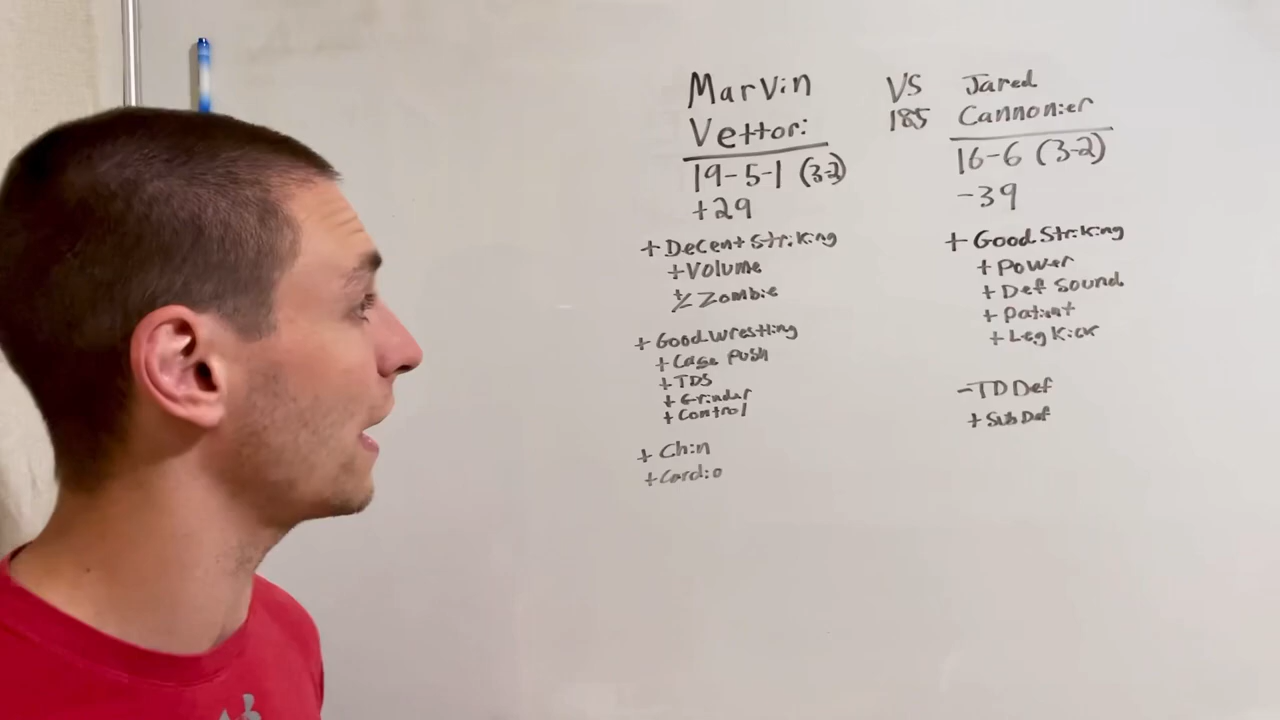 Marvin
Vettori
19-5-1 (3-2)
+29
+ Decent Striking
+ Volume
+/- Zombie
+ Good Wrestling
+ Cage Push
+ TDS
+ Grinder
+ Control
+ Chin
+ Cardio
VS
185
Jared
Cannonier
16-6 (3-2)
-39
+ Good Striking
+ Power
+ Def Sound
+ Patient
+ Leg Kick
- TD Def
+ Sub Def